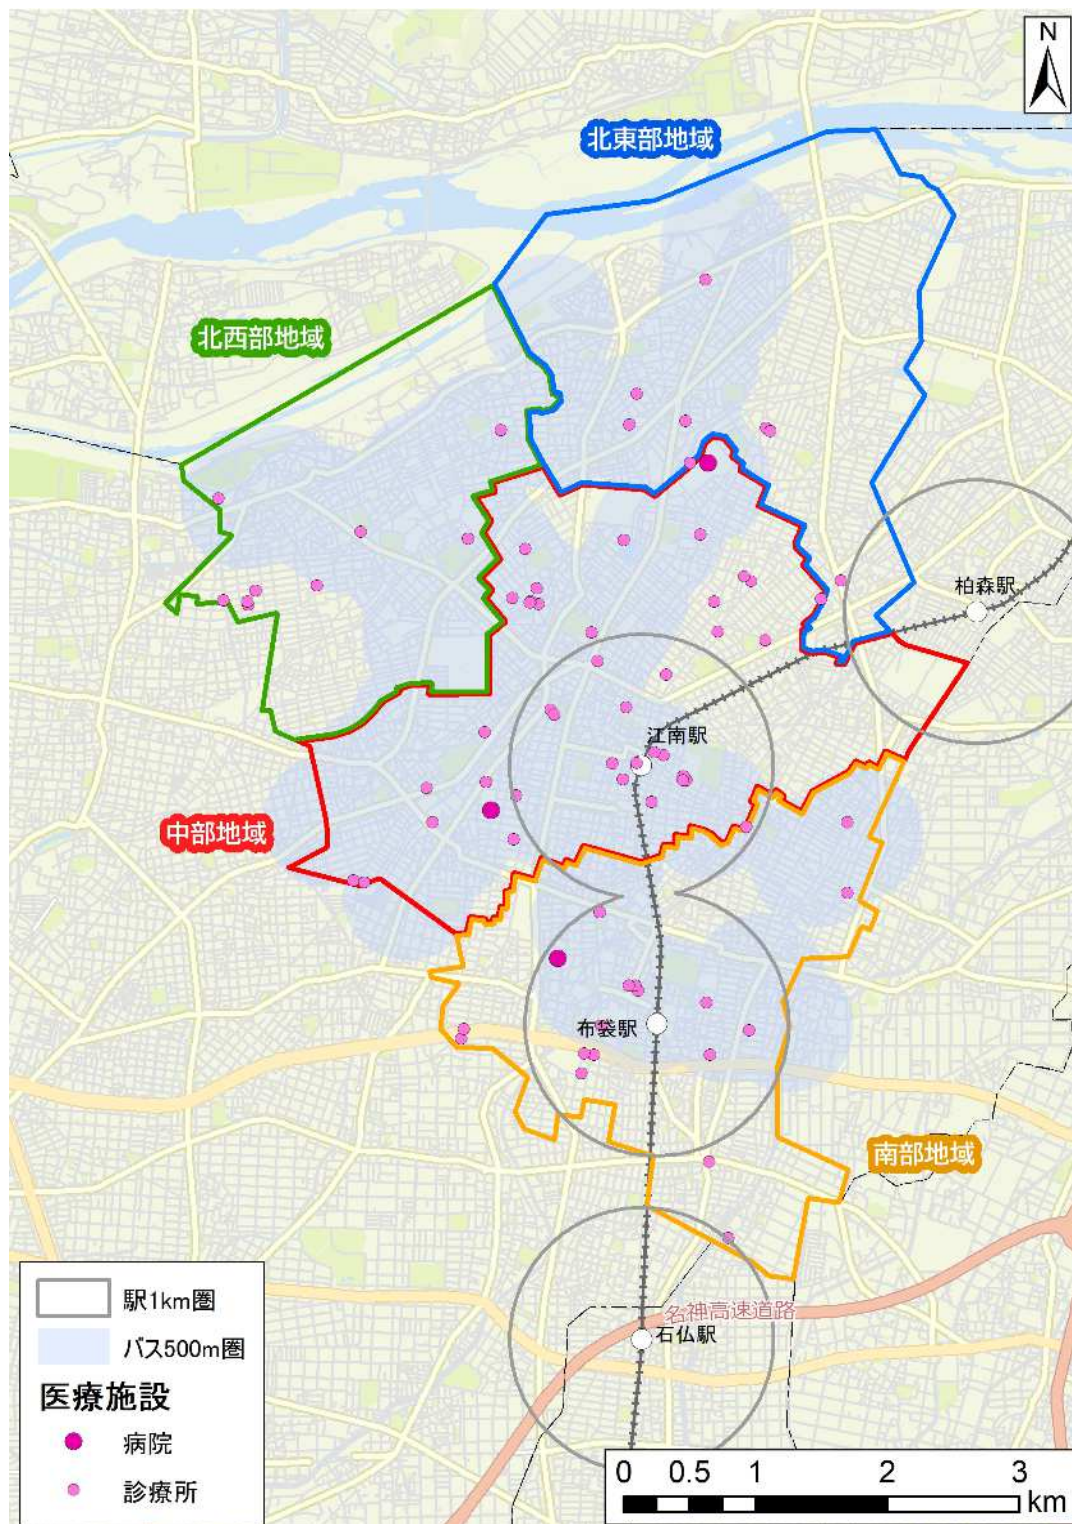 N
北東部地域
北西部地域
柏森駅
江南駅
中部地域
布袋駅
南部地域
名神高速道路
石仏駅
駅1km圏
バス500m圏
医療施設
病院
診療所
0 0.5 1 2 3
km